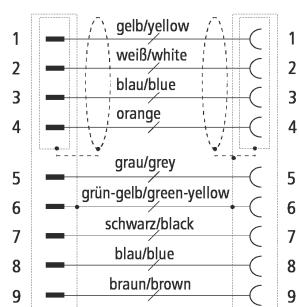 1 gelb/yellow 1
2 weiß/white 2
3 blau/blue 3
4 orange 4
5 grau/grey 5
6 grün-gelb/green-yellow 6
7 schwarz/black 7
8 blau/blue 8
9 braun/brown 9